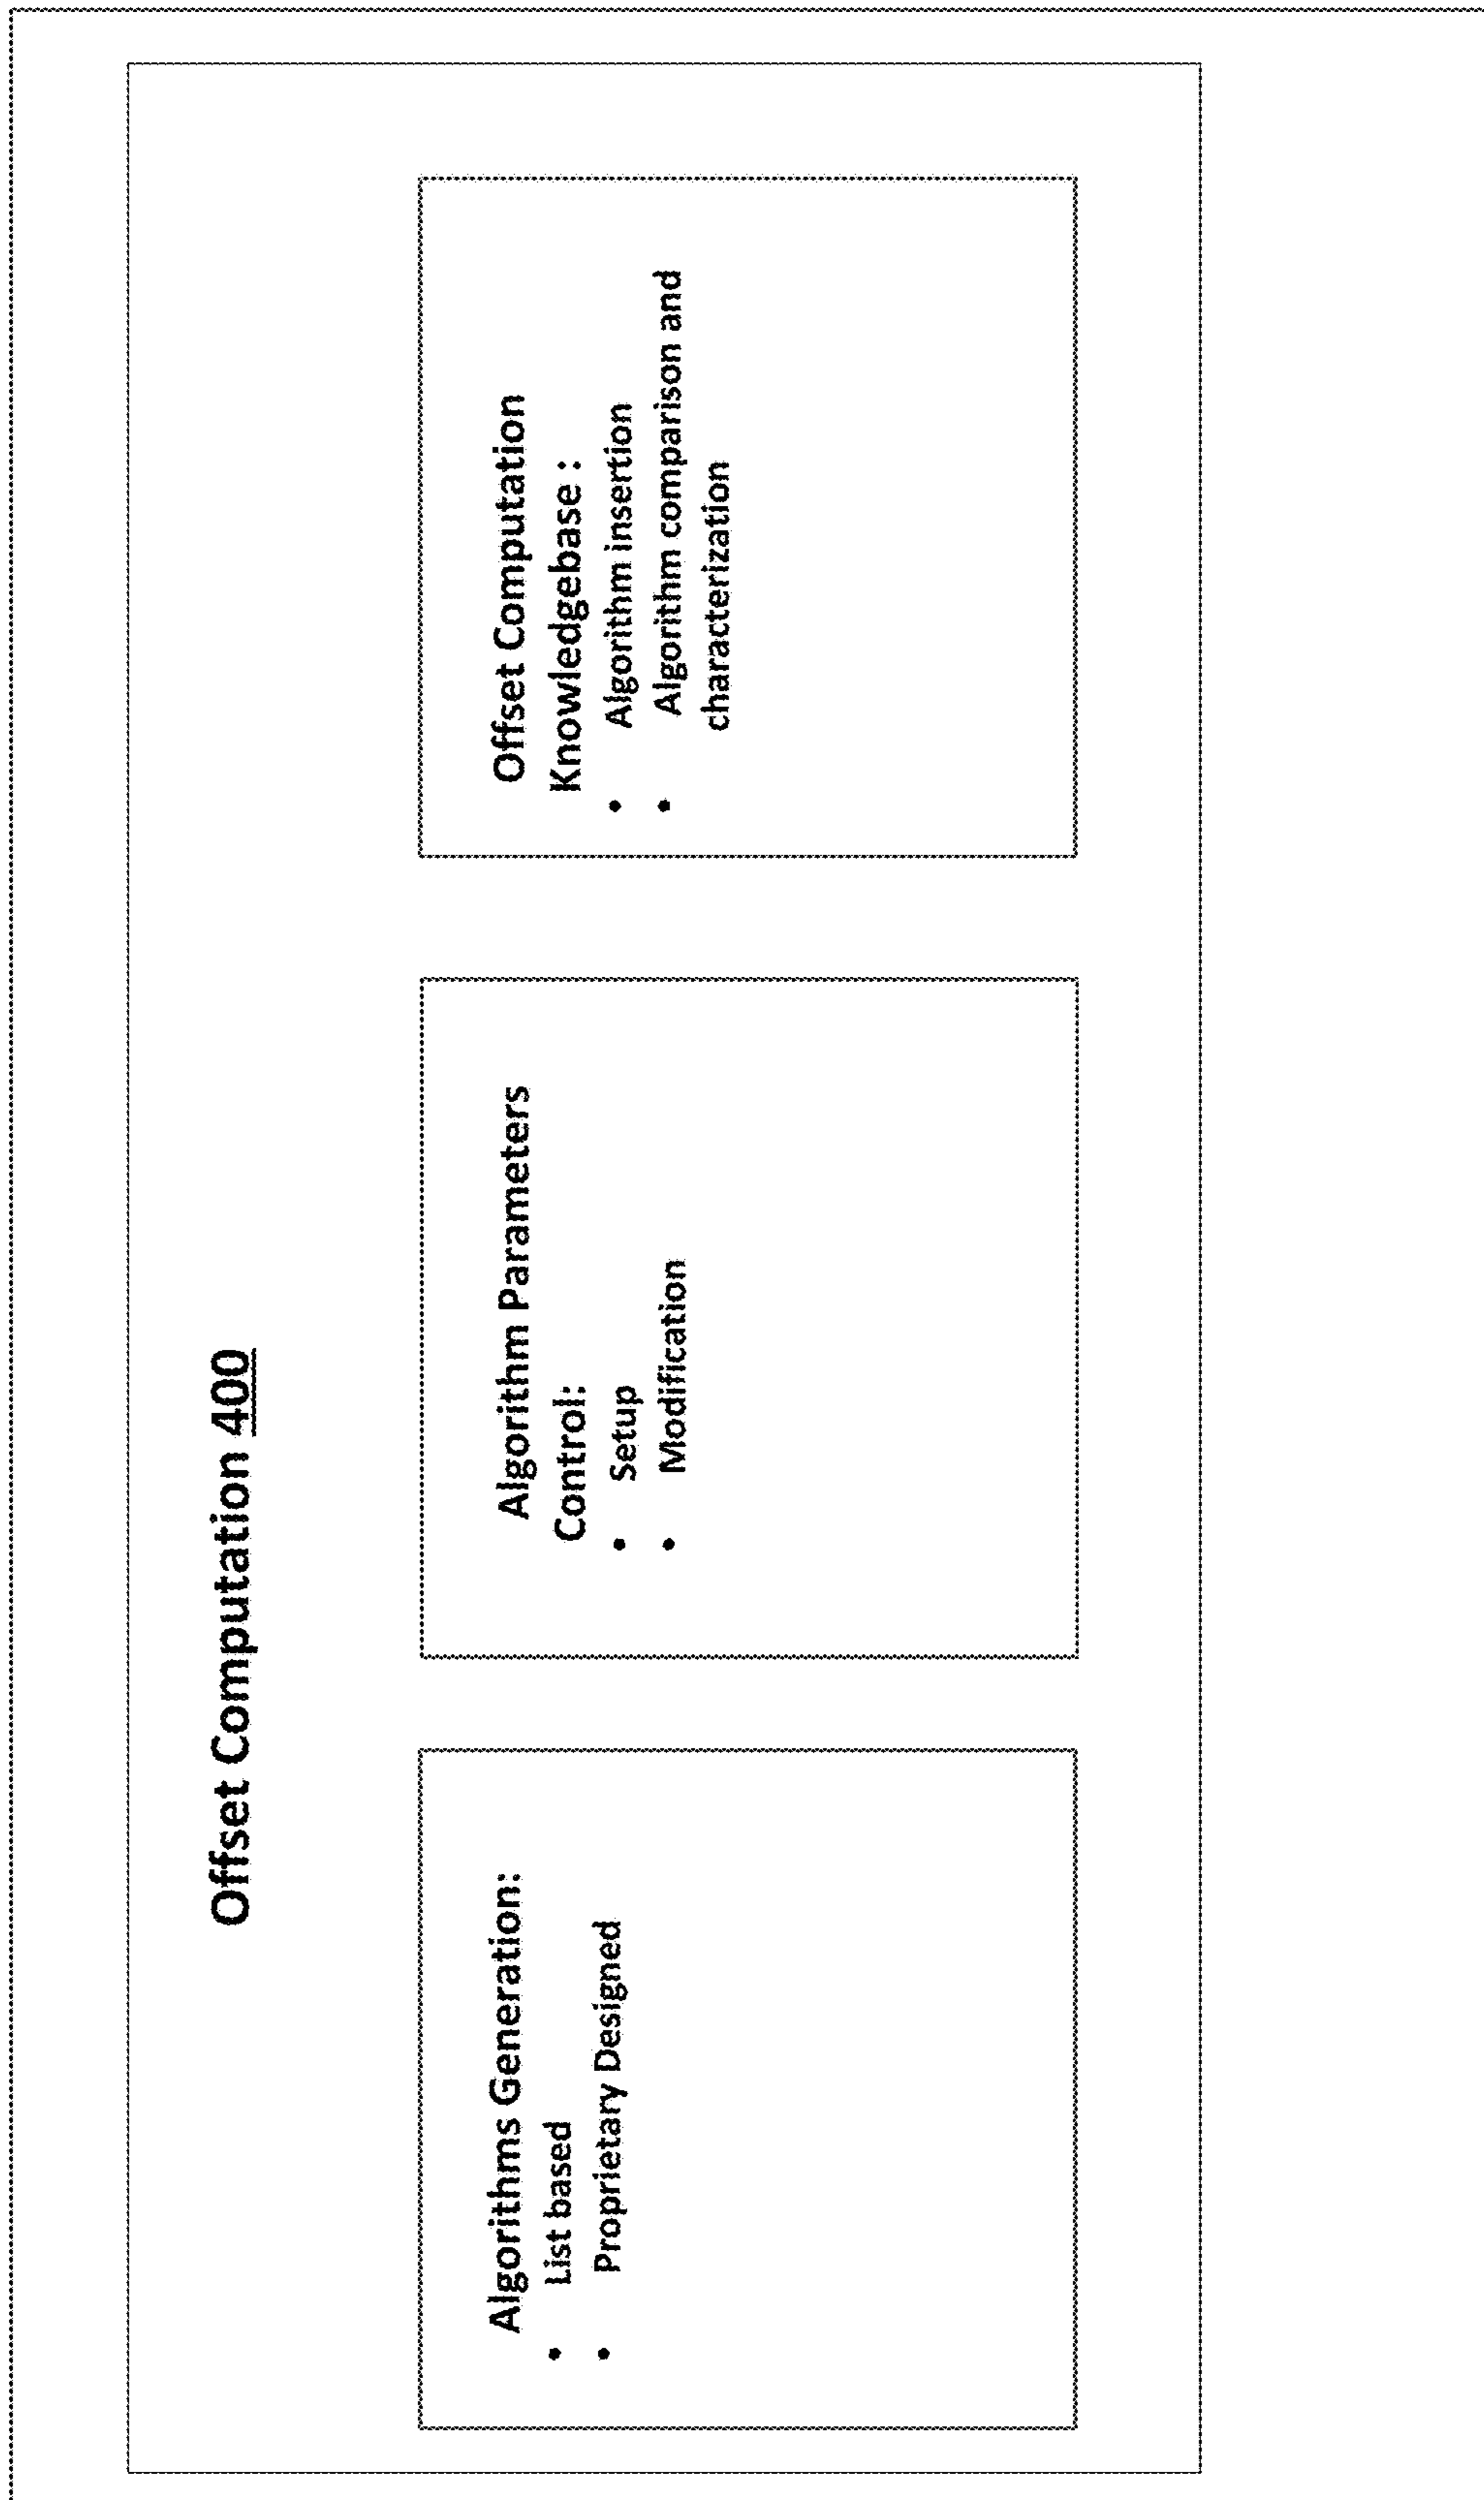 Offset Computation 400
Algorithms Generation:
• List based
• Proprietary Designed
Algorithm Parameters
Control:
• Setup
• Modification
Offset Computation
Knowledgebase :
• Algorithm insertion
• Algorithm comparison and
characterization